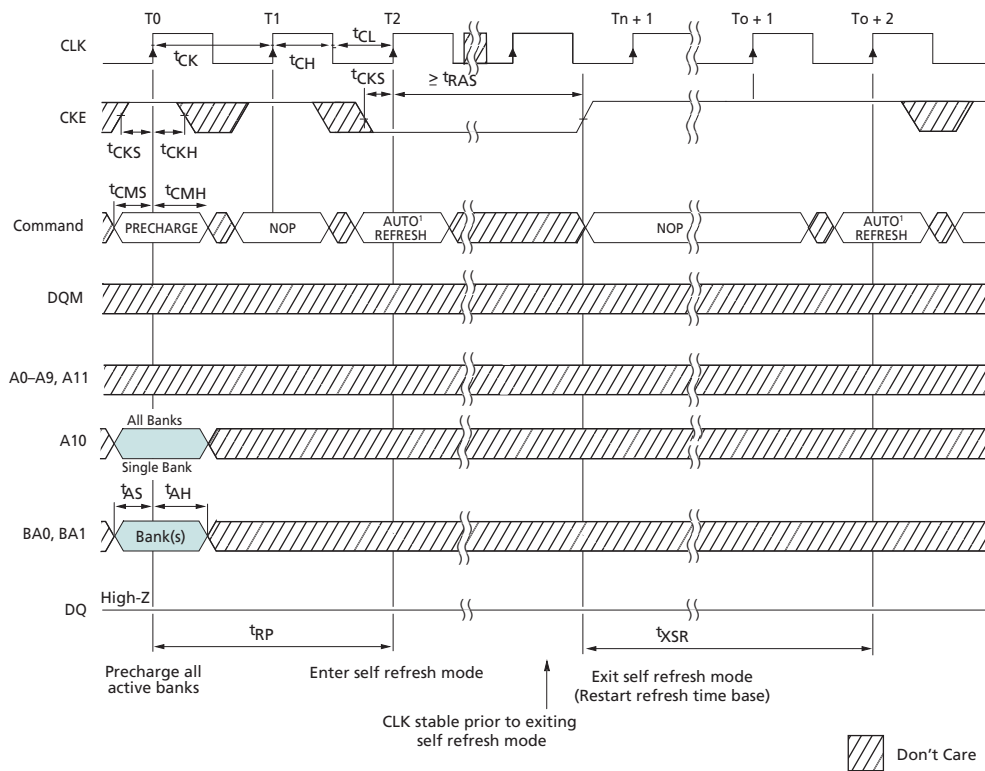 T0 T1 T2 Tn + 1 To + 1 To + 2
CLK
tCK tCH tCL
tCKS ≥ tRAS
CKE
tCKS tCKH
tCMS tCMH
Command PRECHARGE NOP AUTO¹ REFRESH NOP AUTO¹ REFRESH
DQM
A0–A9, A11
All Banks
A10
Single Bank
tAS tAH
BA0, BA1 Bank(s)
High-Z
DQ
tRP tXSR
Precharge all
active banks
Enter self refresh mode
Exit self refresh mode
(Restart refresh time base)
CLK stable prior to exiting
self refresh mode
Don't Care